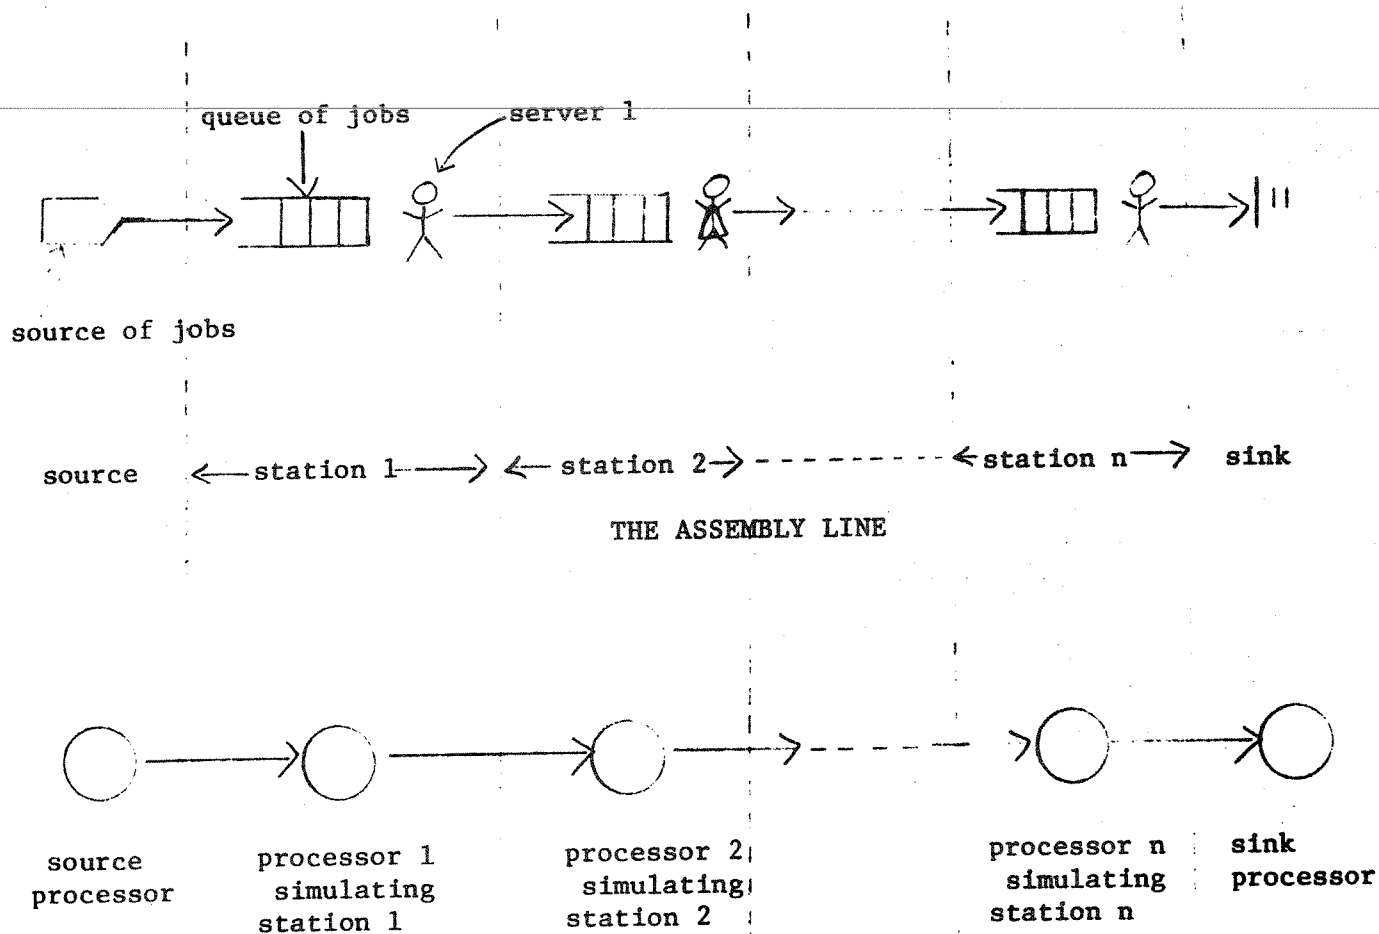 queue of jobs
server 1
source of jobs
source
station 1
station 2
station n
sink
THE ASSEMBLY LINE
source
processor
processor 1
simulating
station 1
processor 2
simulating
station 2
processor n
simulating
station n
sink
processor